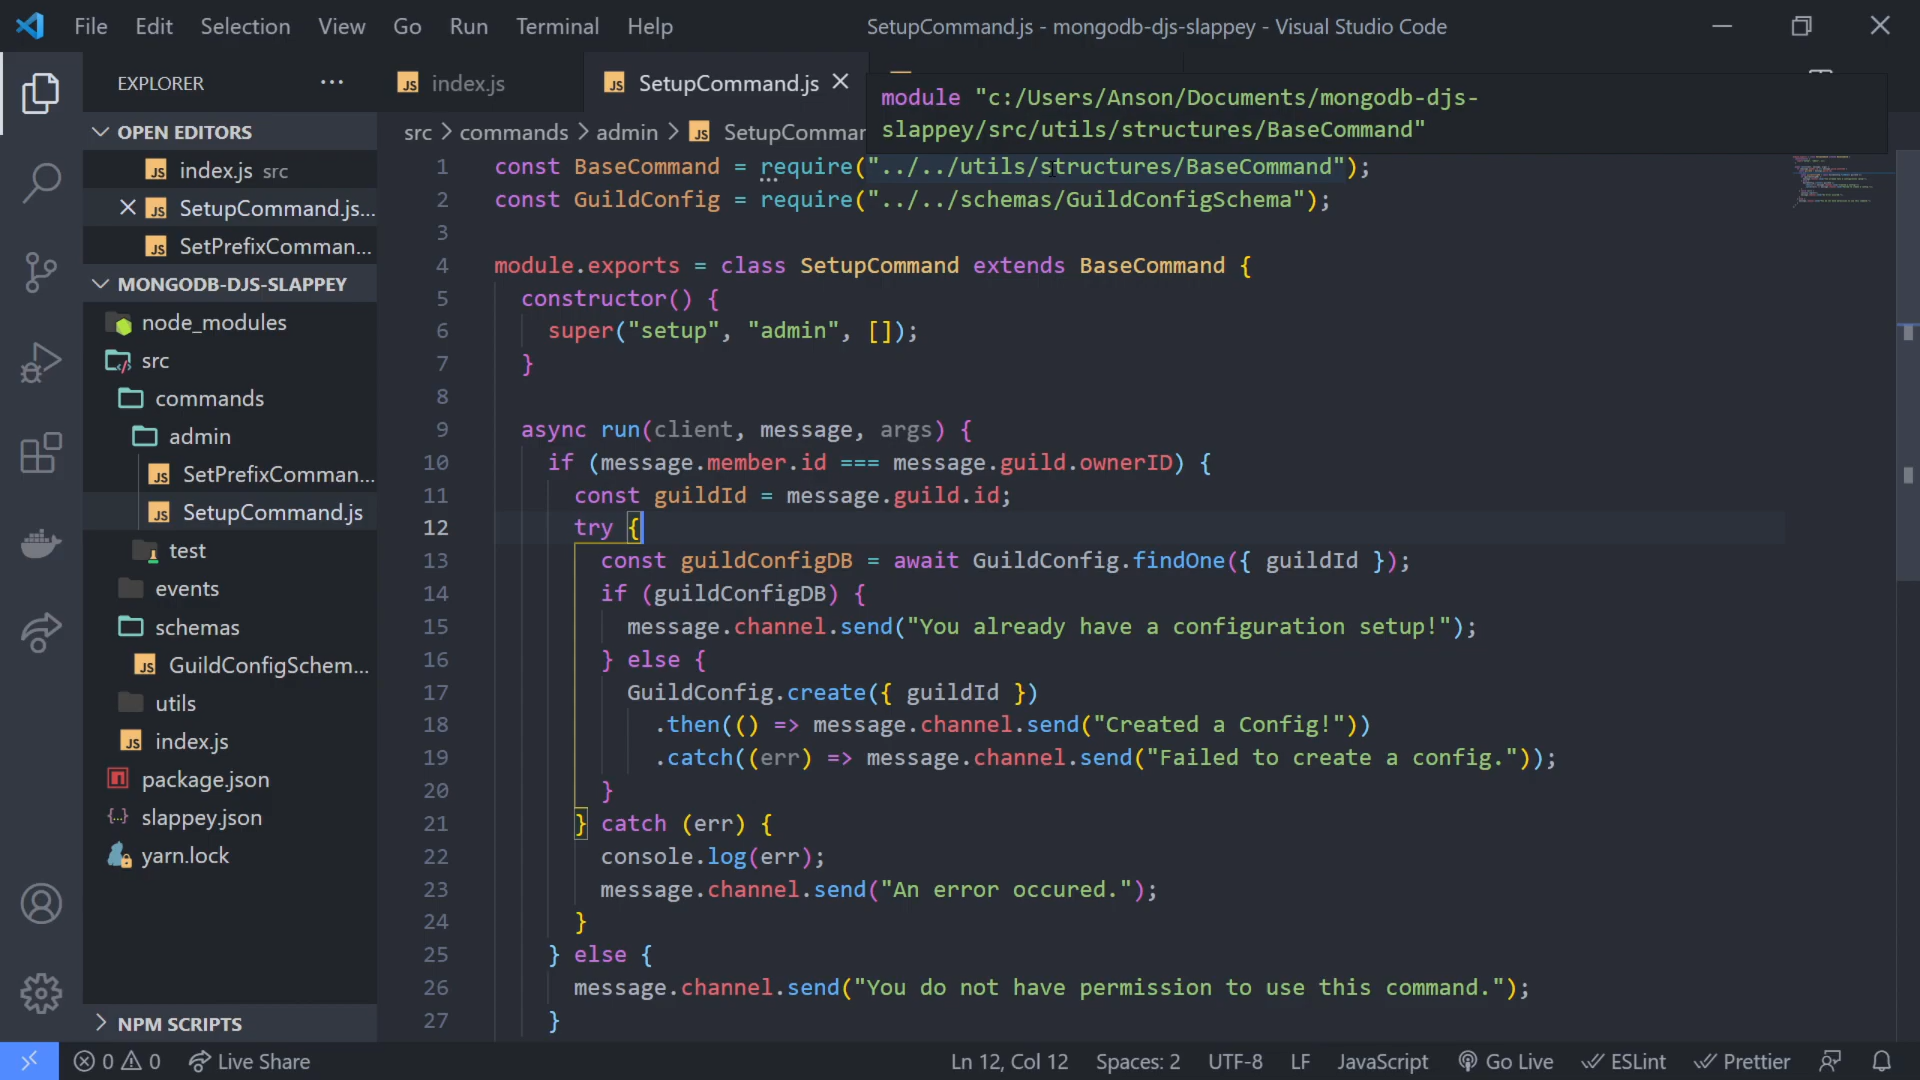 File Edit Selection View Go Run Terminal Help
SetupCommand.js - mongodb-djs-slappey - Visual Studio Code
EXPLORER
OPEN EDITORS
index.js src
SetupCommand.js...
SetPrefixComman...
MONGODB-DJS-SLAPPEY
node_modules
src
commands
admin
SetPrefixComman...
SetupCommand.js
test
events
schemas
GuildConfigSchem...
utils
index.js
package.json
slappey.json
yarn.lock
NPM SCRIPTS
index.js
SetupCommand.js
module "c:/Users/Anson/Documents/mongodb-djs-
slappey/src/utils/structures/BaseCommand"
src > commands > admin > SetupComman
1 const BaseCommand = require("../../utils/structures/BaseCommand");
2 const GuildConfig = require("../../schemas/GuildConfigSchema");
3
4 module.exports = class SetupCommand extends BaseCommand {
5 constructor() {
6 super("setup", "admin", []);
7 }
8
9 async run(client, message, args) {
10 if (message.member.id === message.guild.ownerID) {
11 const guildId = message.guild.id;
12 try {
13 const guildConfigDB = await GuildConfig.findOne({ guildId });
14 if (guildConfigDB) {
15 message.channel.send("You already have a configuration setup!");
16 } else {
17 GuildConfig.create({ guildId })
18 .then(() => message.channel.send("Created a Config!"))
19 .catch((err) => message.channel.send("Failed to create a config."));
20 }
21 } catch (err) {
22 console.log(err);
23 message.channel.send("An error occured.");
24 }
25 } else {
26 message.channel.send("You do not have permission to use this command.");
27 }
0 0 Live Share
Ln 12, Col 12 Spaces: 2 UTF-8 LF JavaScript Go Live ESLint Prettier